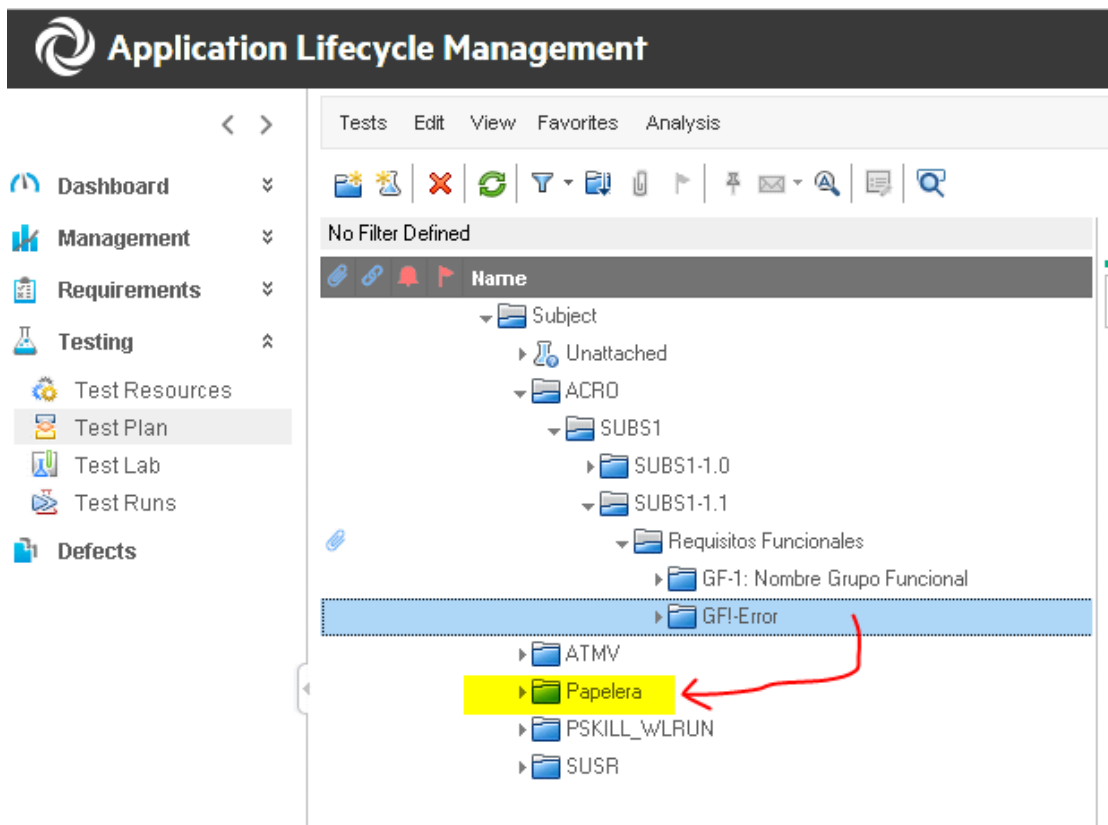 Application Lifecycle Management
Tests Edit View Favorites Analysis
Dashboard
Management
Requirements
Testing
Test Resources
Test Plan
Test Lab
Test Runs
Defects
No Filter Defined
Name
Subject
Unattached
ACRO
SUBS1
SUBS1-1.0
SUBS1-1.1
Requisitos Funcionales
GF-1: Nombre Grupo Funcional
GF!-Error
ATMV
Papelera
PSKILL_WLRUN
SUSR